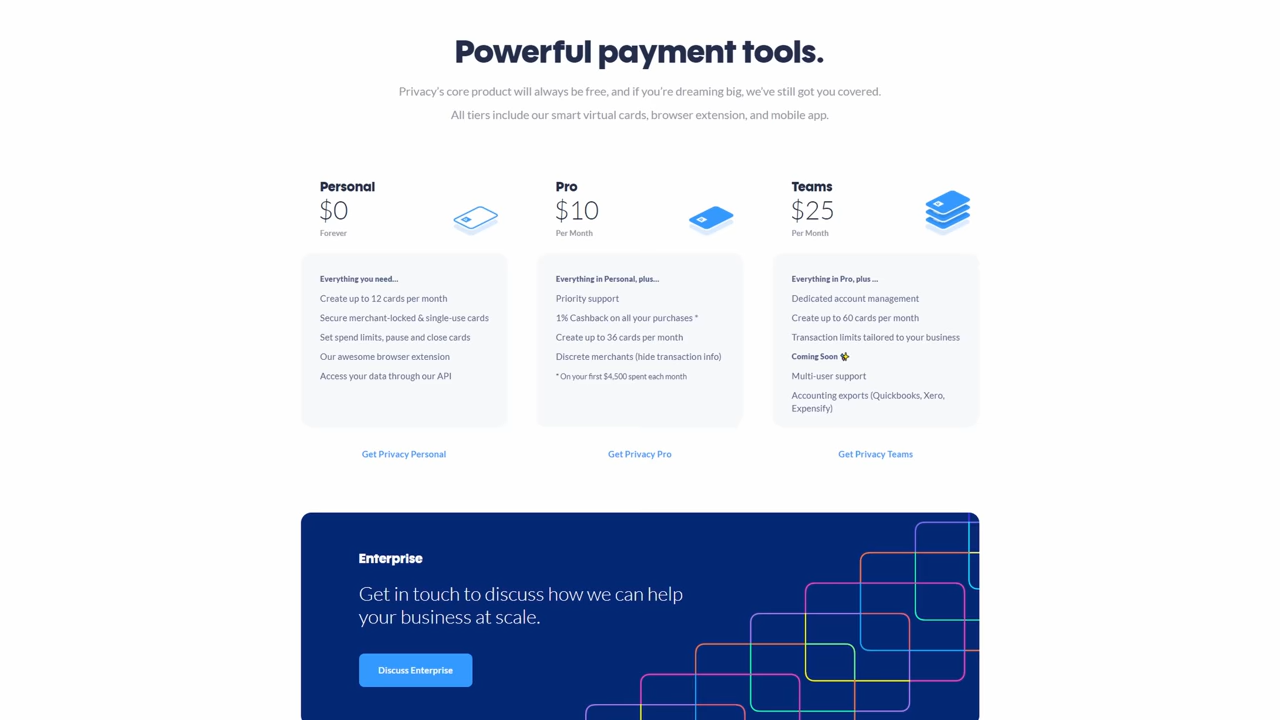 Powerful payment tools.
Privacy's core product will always be free, and if you're dreaming big, we've still got you covered.
All tiers include our smart virtual cards, browser extension, and mobile app.
Personal
$0
Forever
Everything you need...
Create up to 12 cards per month
Secure merchant-locked & single-use cards
Set spend limits, pause and close cards
Our awesome browser extension
Access your data through our API
Get Privacy Personal
Pro
$10
Per Month
Everything in Personal, plus...
Priority support
1% Cashback on all your purchases *
Create up to 36 cards per month
Discrete merchants (hide transaction info)
* On your first $4,500 spent each month
Get Privacy Pro
Teams
$25
Per Month
Everything in Pro, plus ...
Dedicated account management
Create up to 60 cards per month
Transaction limits tailored to your business
Coming Soon
Multi-user support
Accounting exports (Quickbooks, Xero,
Expensify)
Get Privacy Teams
Enterprise
Get in touch to discuss how we can help
your business at scale.
Discuss Enterprise